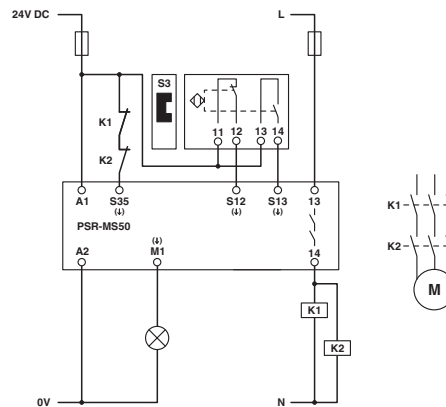 24V DC
L
S3
K1
11 12 13 14
K2
A1 S35 S12 S13 13
(↓) (↓) (↓)
PSR-MS50
(↓)
A2 M1 14
K1
K2
0V N
K1
K2
M